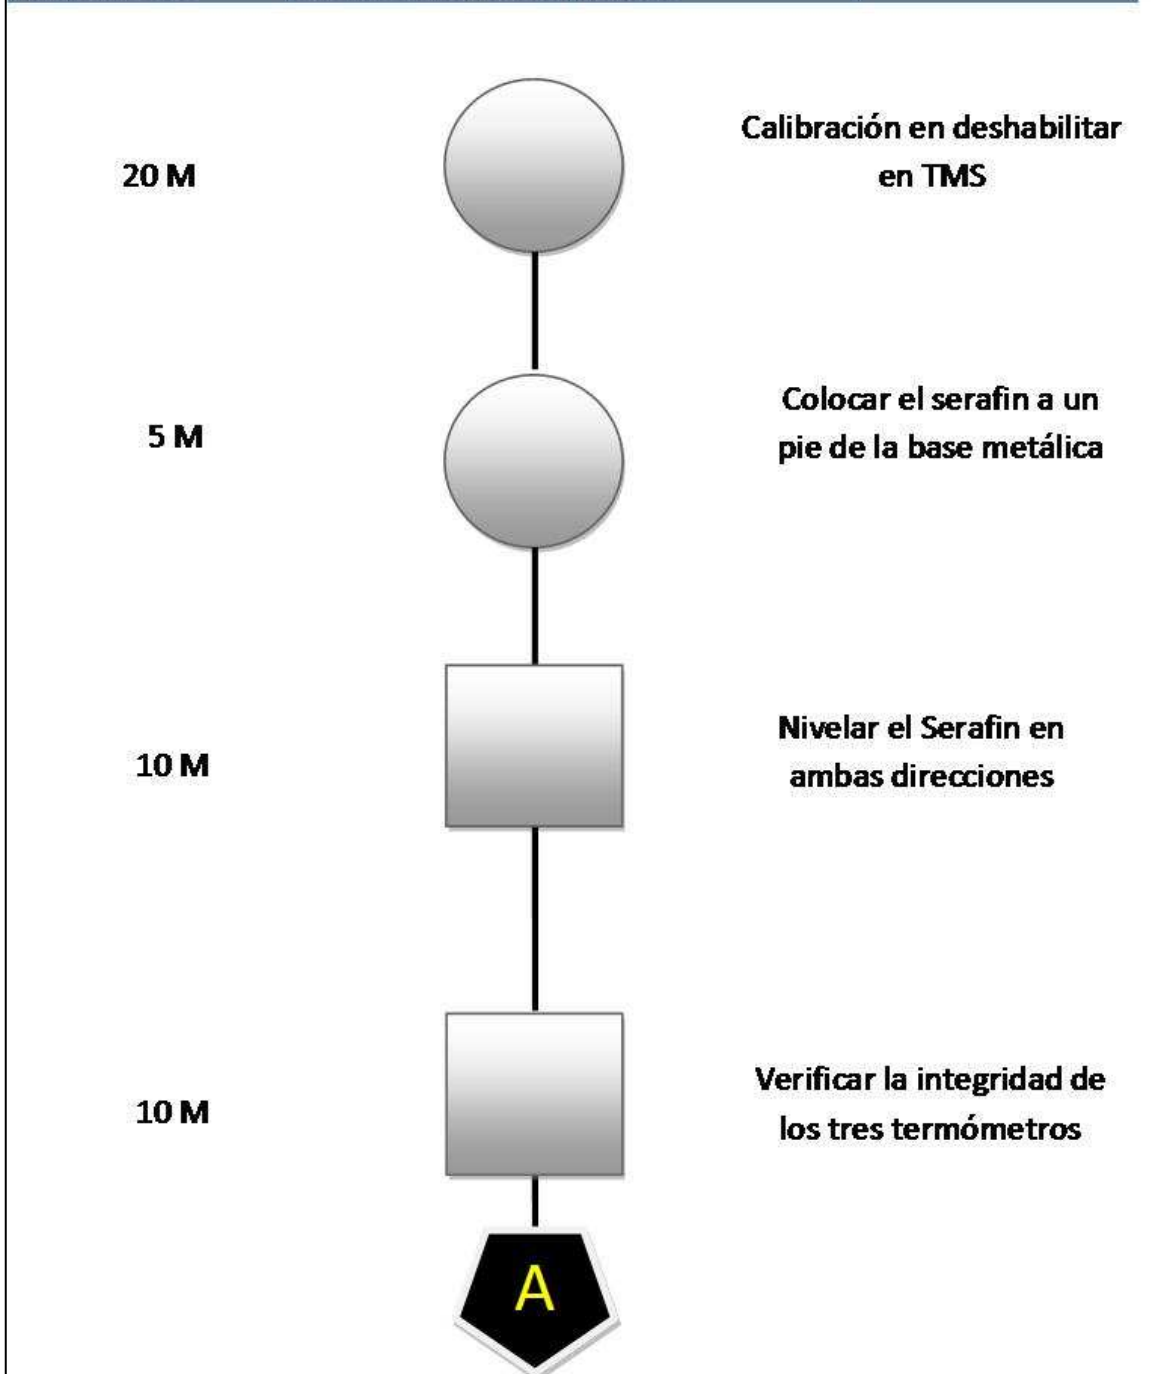 20 M
Calibración en deshabilitar
en TMS
5 M
Colocar el serafin a un
pie de la base metálica
10 M
Nivelar el Serafin en
ambas direcciones
10 M
Verificar la integridad de
los tres termómetros
A